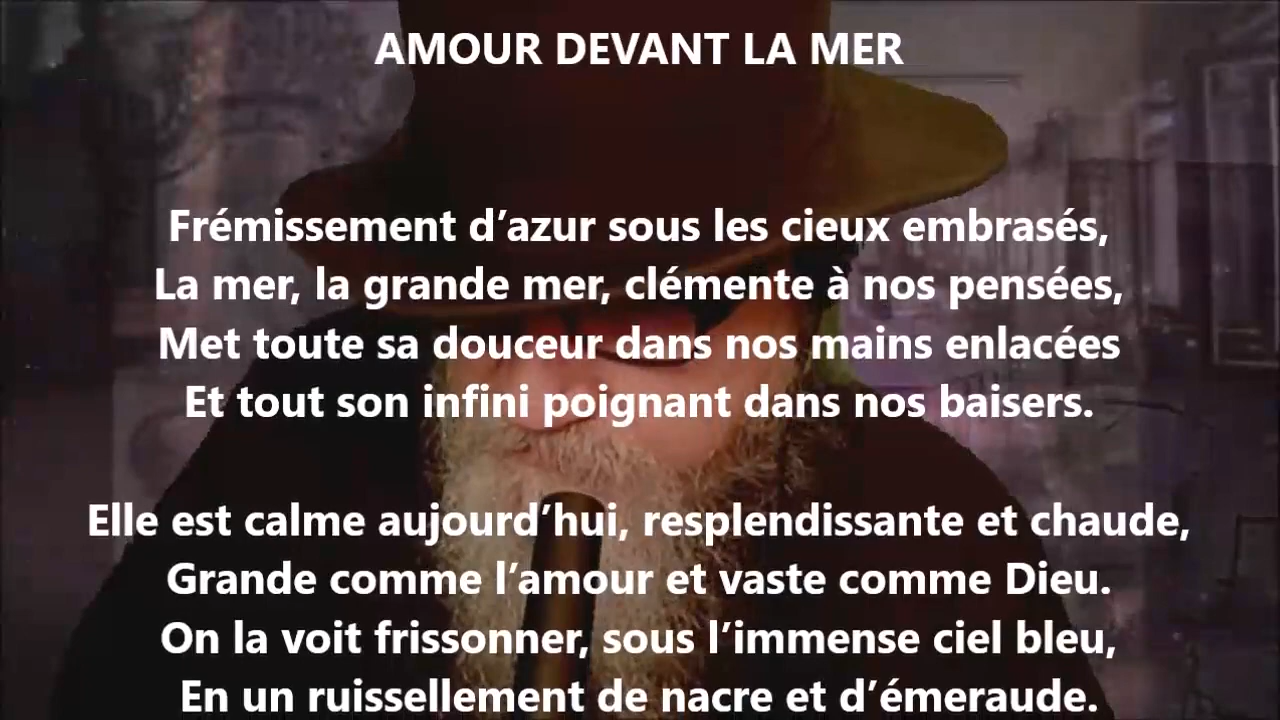 AMOUR DEVANT LA MER
Frémissement d’azur sous les cieux embrasés,
La mer, la grande mer, clémente à nos pensées,
Met toute sa douceur dans nos mains enlacées
Et tout son infini poignant dans nos baisers.
Elle est calme aujourd’hui, resplendissante et chaude,
Grande comme l’amour et vaste comme Dieu.
On la voit frissonner, sous l’immense ciel bleu,
En un ruissellement de nacre et d’émeraude.